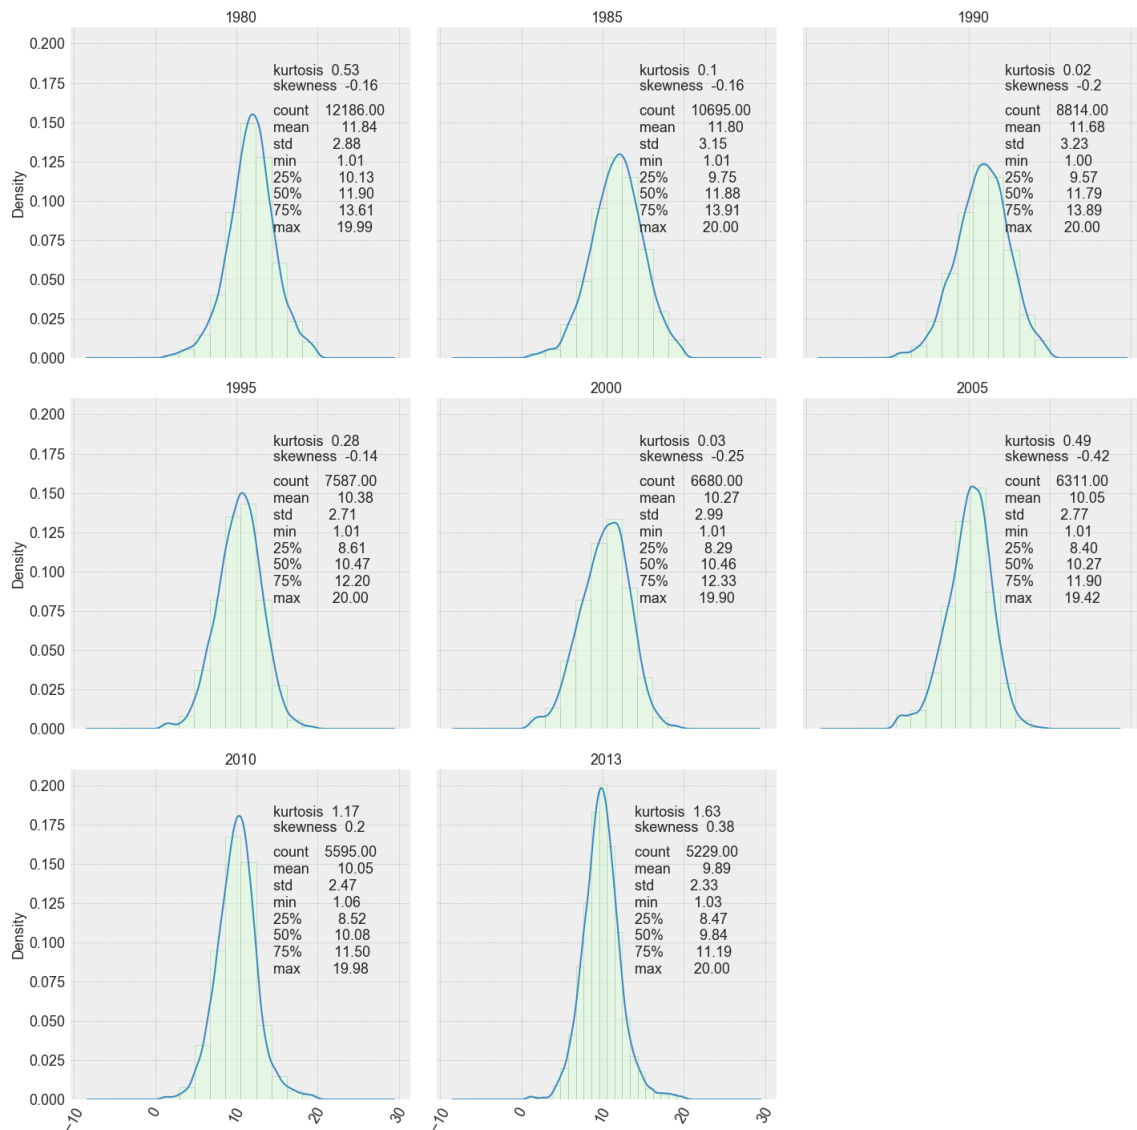 1980
1985
1990
0.200
0.175
0.150
0.125
0.100
0.075
0.050
0.025
0.000
Density
kurtosis 0.53
skewness -0.16
count 12186.00
mean 11.84
std 2.88
min 1.01
25% 10.13
50% 11.90
75% 13.61
max 19.99
kurtosis 0.1
skewness -0.16
count 10695.00
mean 11.80
std 3.15
min 1.01
25% 9.75
50% 11.88
75% 13.91
max 20.00
kurtosis 0.02
skewness -0.2
count 8814.00
mean 11.68
std 3.23
min 1.00
25% 9.57
50% 11.79
75% 13.89
max 20.00
1995
2000
2005
0.200
0.175
0.150
0.125
0.100
0.075
0.050
0.025
0.000
Density
kurtosis 0.28
skewness -0.14
count 7587.00
mean 10.38
std 2.71
min 1.01
25% 8.61
50% 10.47
75% 12.20
max 20.00
kurtosis 0.03
skewness -0.25
count 6680.00
mean 10.27
std 2.99
min 1.01
25% 8.29
50% 10.46
75% 12.33
max 19.90
kurtosis 0.49
skewness -0.42
count 6311.00
mean 10.05
std 2.77
min 1.01
25% 8.40
50% 10.27
75% 11.90
max 19.42
2010
2013
0.200
0.175
0.150
0.125
0.100
0.075
0.050
0.025
0.000
Density
kurtosis 1.17
skewness 0.2
count 5595.00
mean 10.05
std 2.47
min 1.06
25% 8.52
50% 10.08
75% 11.50
max 19.98
kurtosis 1.63
skewness 0.38
count 5229.00
mean 9.89
std 2.33
min 1.03
25% 8.47
50% 9.84
75% 11.19
max 20.00
−10 0 10 20 30
−10 0 10 20 30